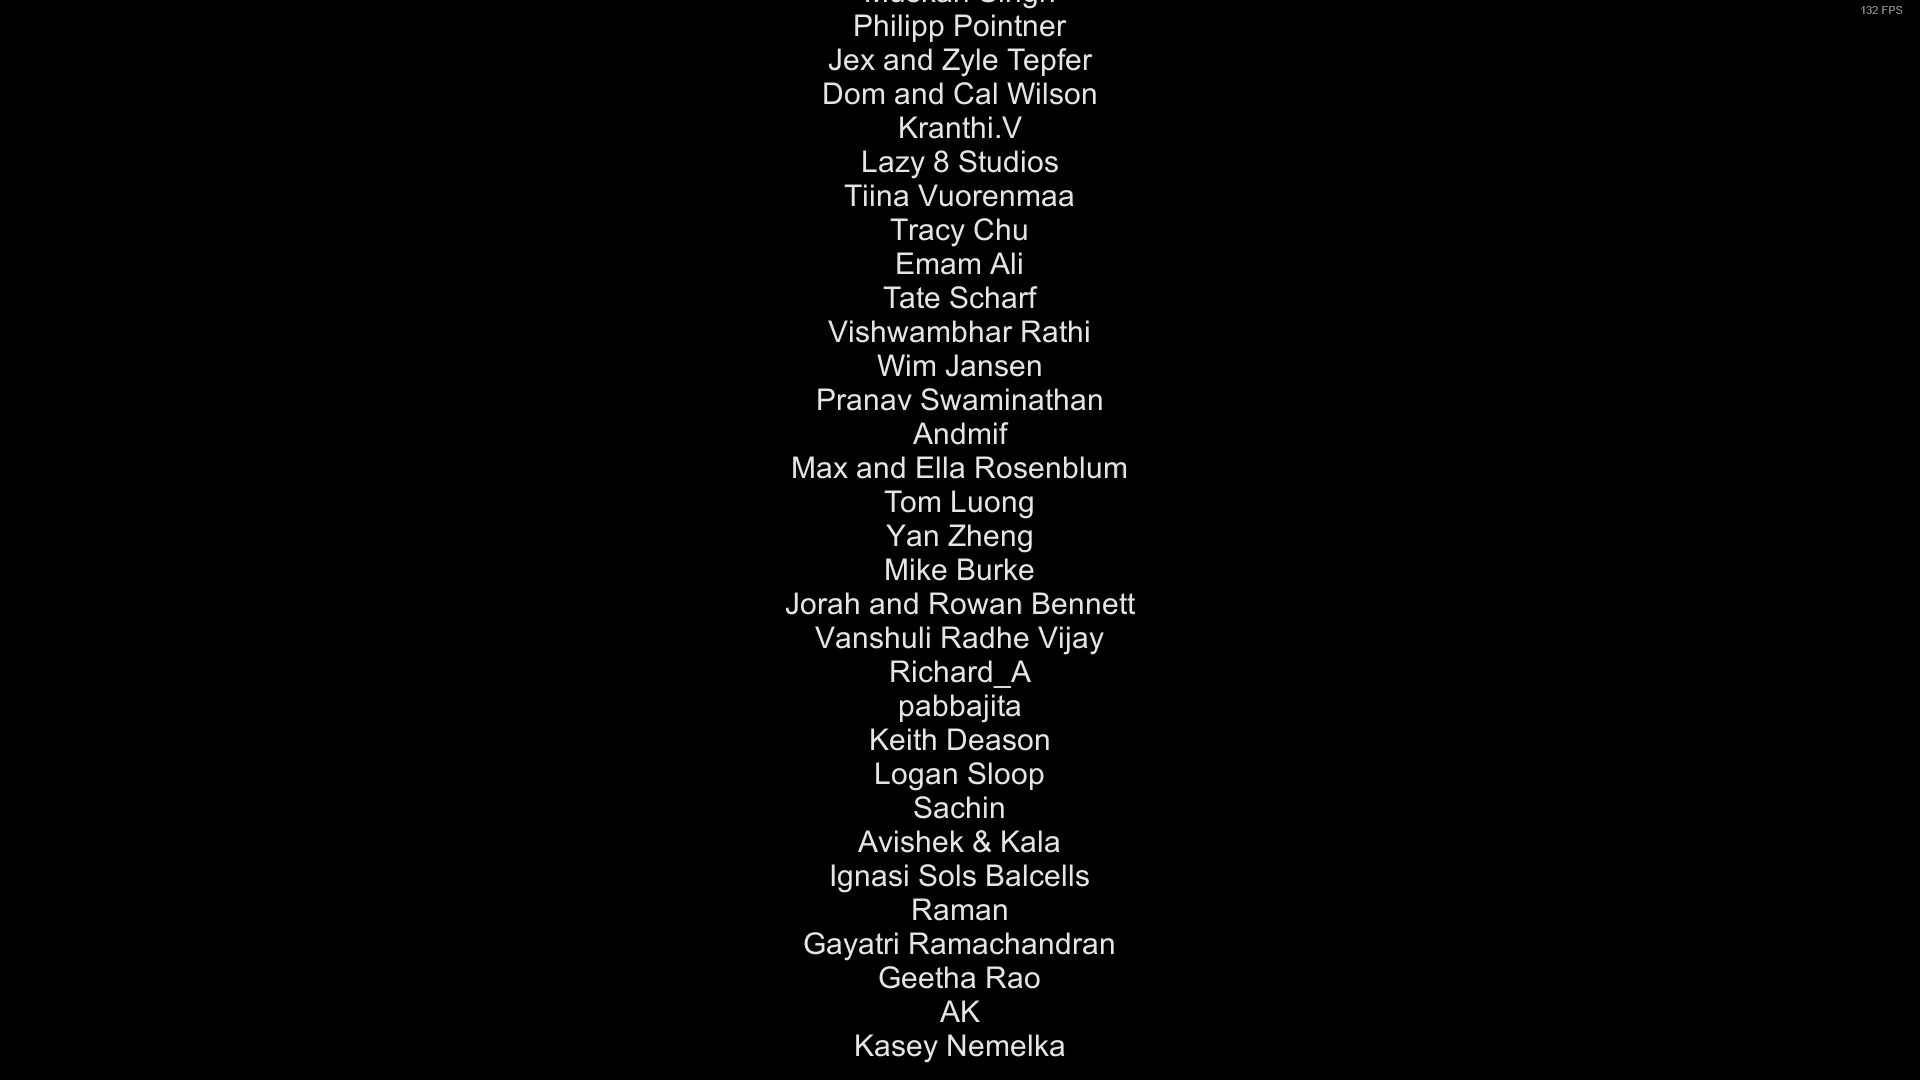 132 FPS
Philipp Pointner
Jex and Zyle Tepfer
Dom and Cal Wilson
Kranthi.V
Lazy 8 Studios
Tiina Vuorenmaa
Tracy Chu
Emam Ali
Tate Scharf
Vishwambhar Rathi
Wim Jansen
Pranav Swaminathan
Andmif
Max and Ella Rosenblum
Tom Luong
Yan Zheng
Mike Burke
Jorah and Rowan Bennett
Vanshuli Radhe Vijay
Richard_A
pabbajita
Keith Deason
Logan Sloop
Sachin
Avishek & Kala
Ignasi Sols Balcells
Raman
Gayatri Ramachandran
Geetha Rao
AK
Kasey Nemelka